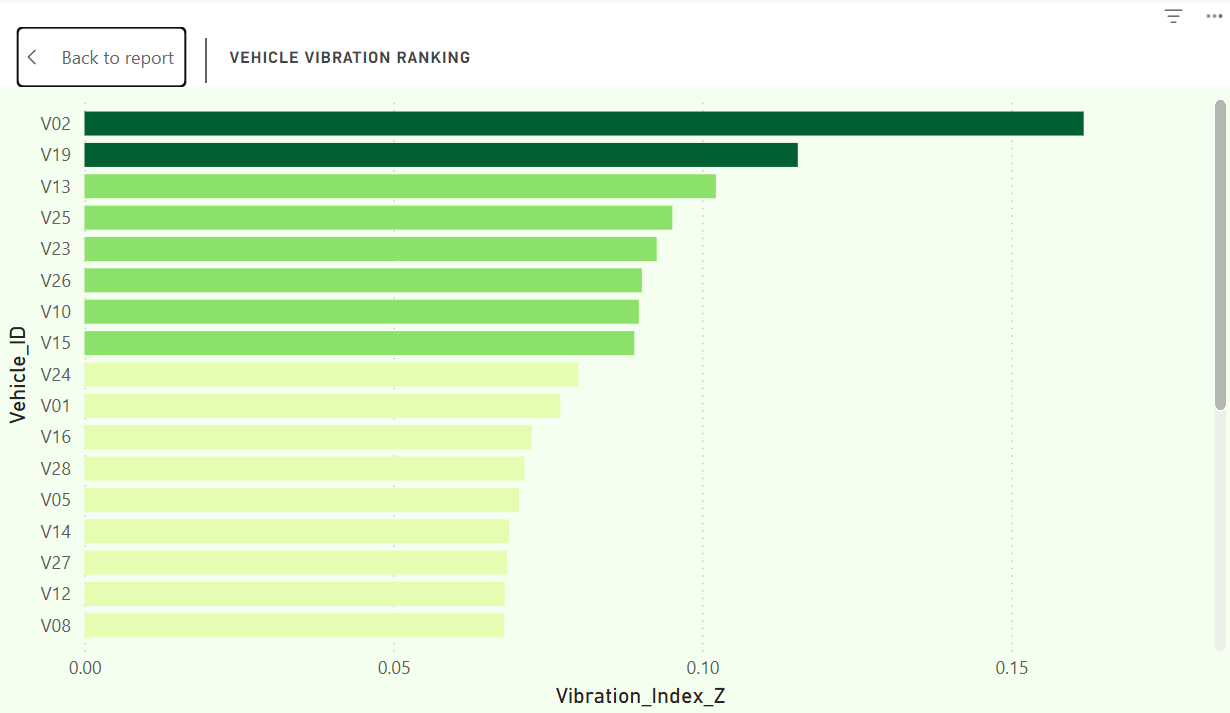 Back to report
VEHICLE VIBRATION RANKING
Vehicle_ID
V02
V19
V13
V25
V23
V26
V10
V15
V24
V01
V16
V28
V05
V14
V27
V12
V08
0.00 0.05 0.10 0.15
Vibration_Index_Z